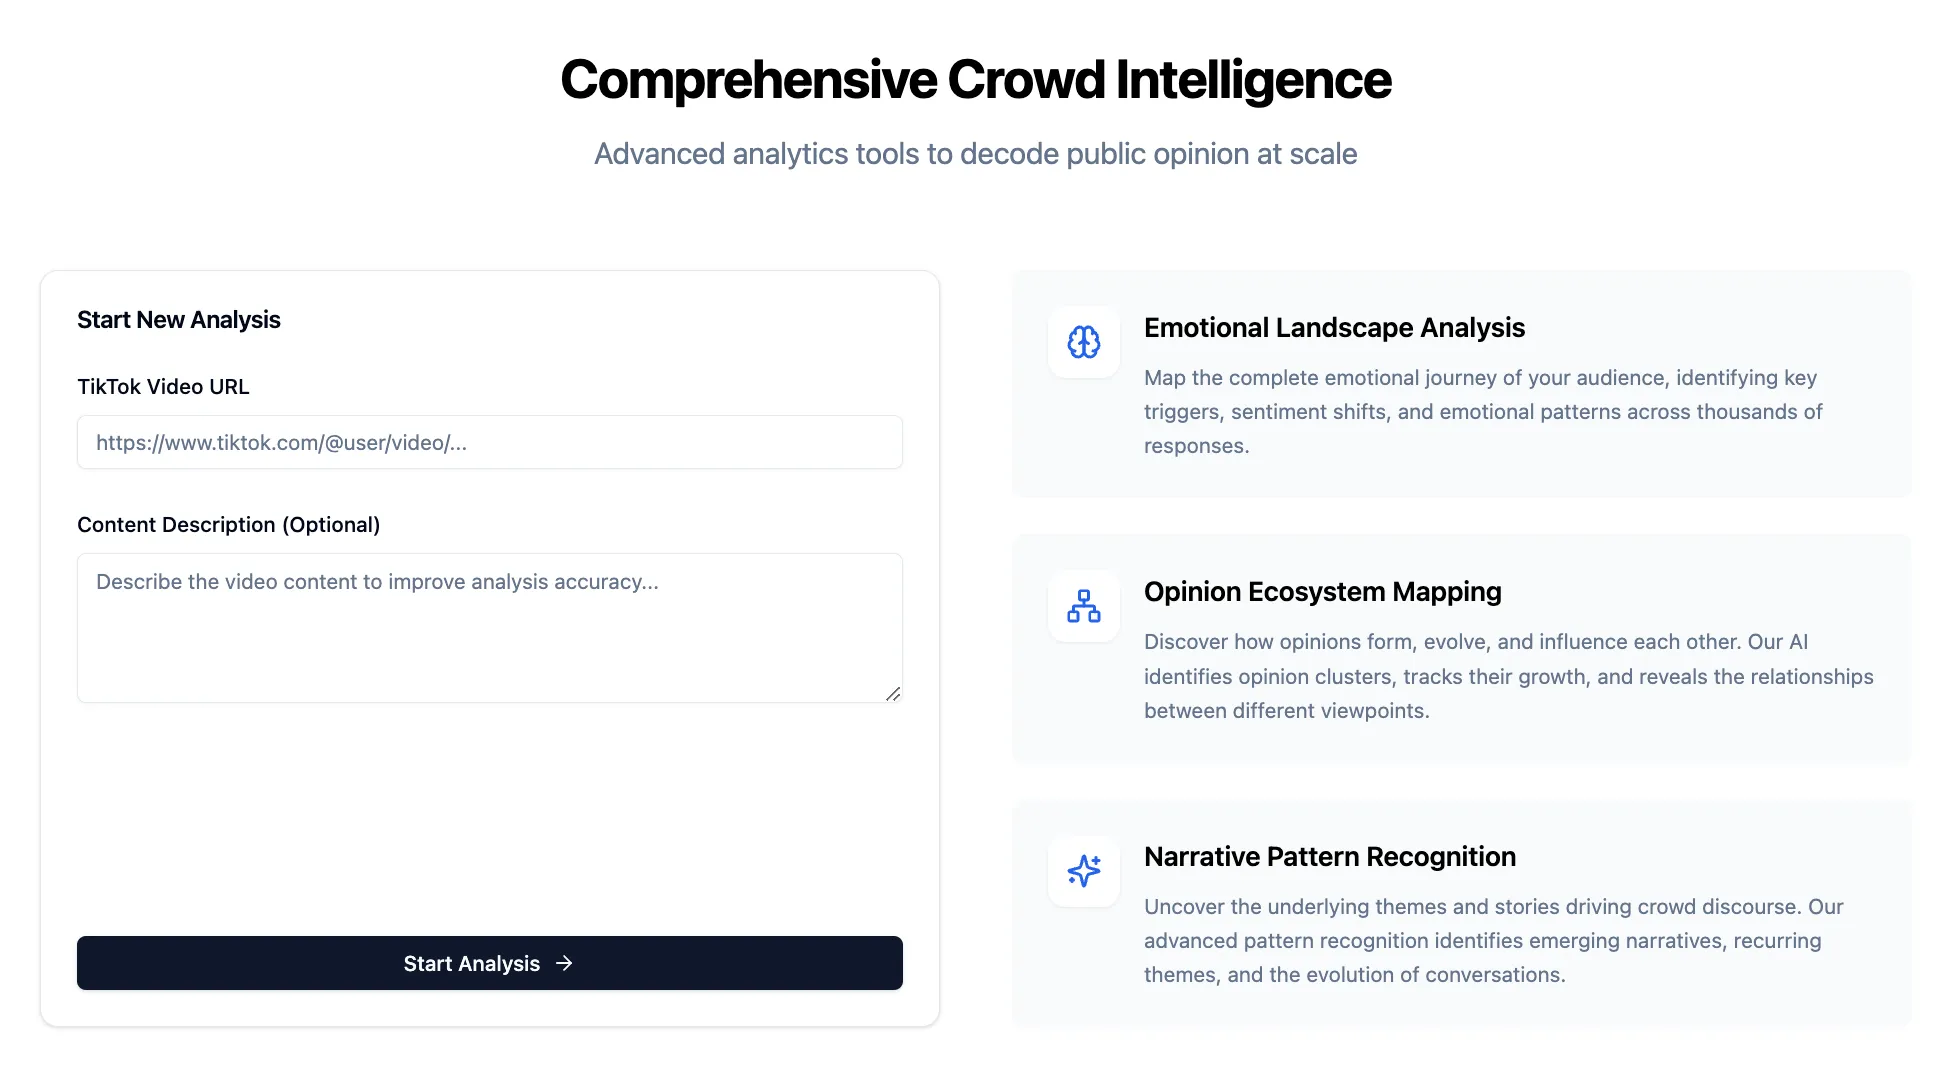 Comprehensive Crowd Intelligence
Advanced analytics tools to decode public opinion at scale
Start New Analysis
TikTok Video URL
https://www.tiktok.com/@user/video/...
Content Description (Optional)
Describe the video content to improve analysis accuracy...
Start Analysis →
Emotional Landscape Analysis
Map the complete emotional journey of your audience, identifying key
triggers, sentiment shifts, and emotional patterns across thousands of
responses.
Opinion Ecosystem Mapping
Discover how opinions form, evolve, and influence each other. Our AI
identifies opinion clusters, tracks their growth, and reveals the relationships
between different viewpoints.
Narrative Pattern Recognition
Uncover the underlying themes and stories driving crowd discourse. Our
advanced pattern recognition identifies emerging narratives, recurring
themes, and the evolution of conversations.